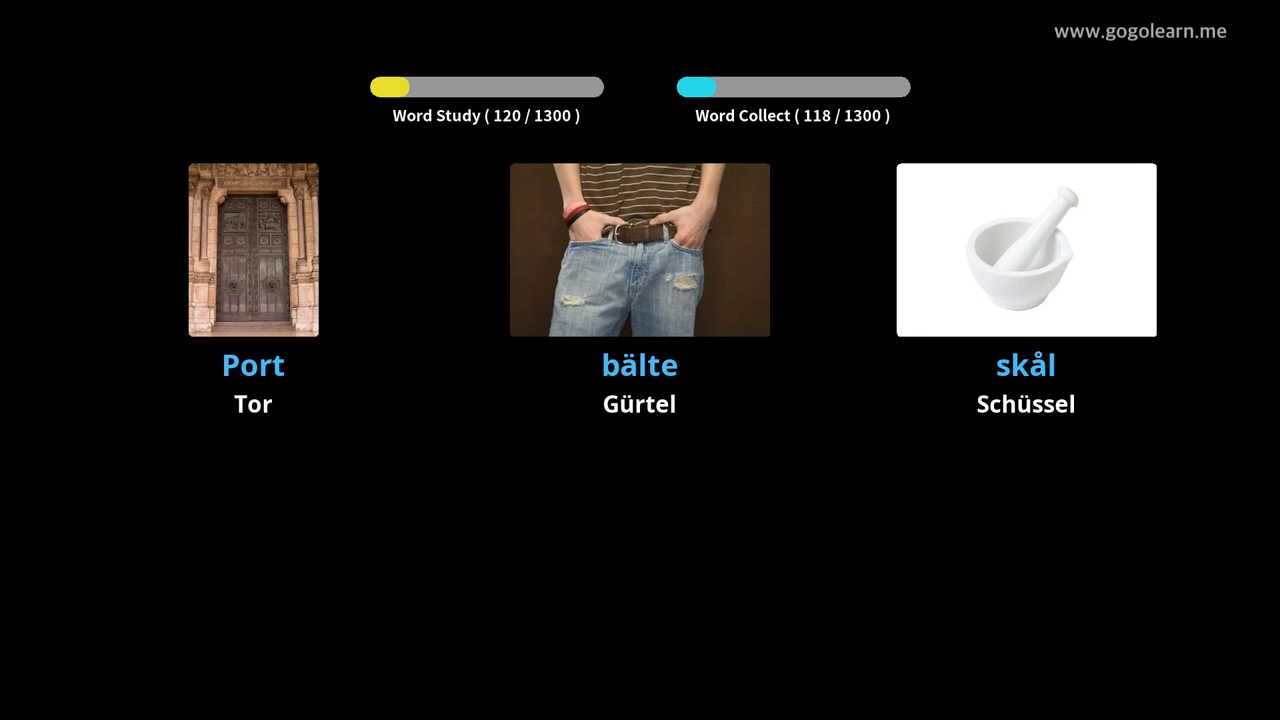 www.gogolearn.me
Word Study ( 120 / 1300 )
Word Collect ( 118 / 1300 )
Port
bälte
skål
Tor
Gürtel
Schüssel